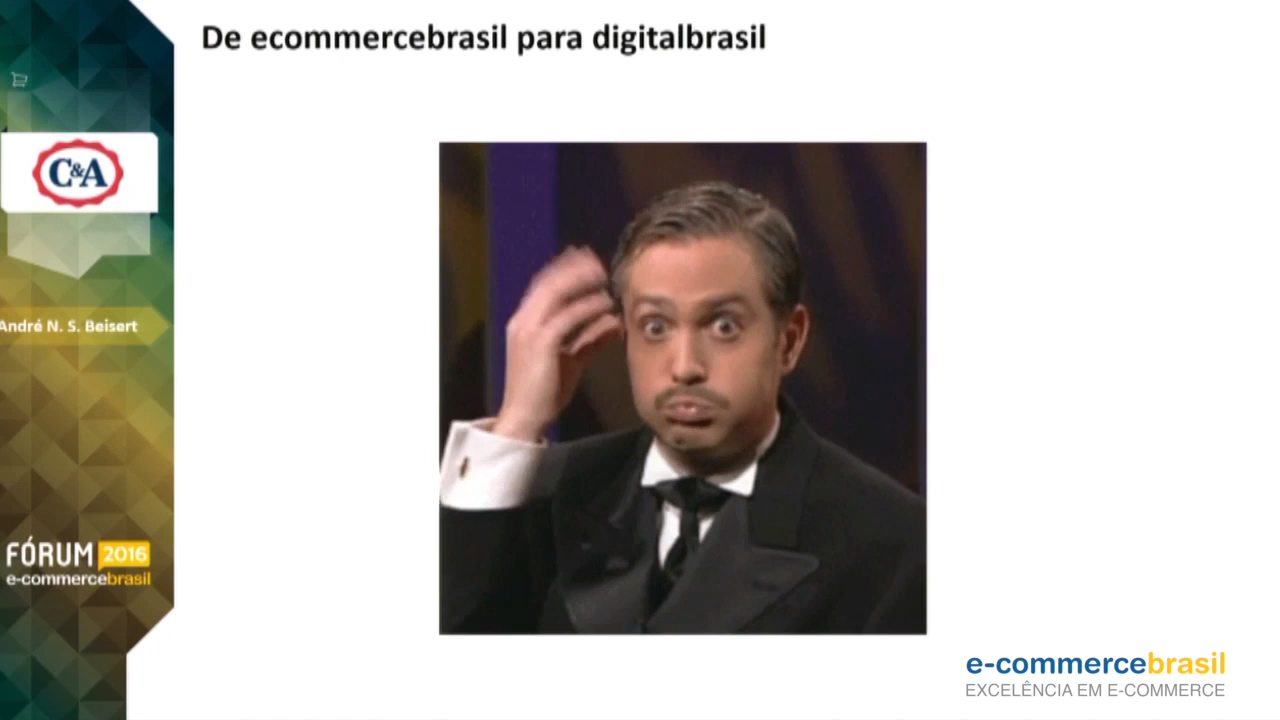 De ecommercebrasil para digitalbrasil
C&A
André N. S. Beisert
FÓRUM 2016
e-commercebrasil
e-commercebrasil
EXCELÊNCIA EM E-COMMERCE